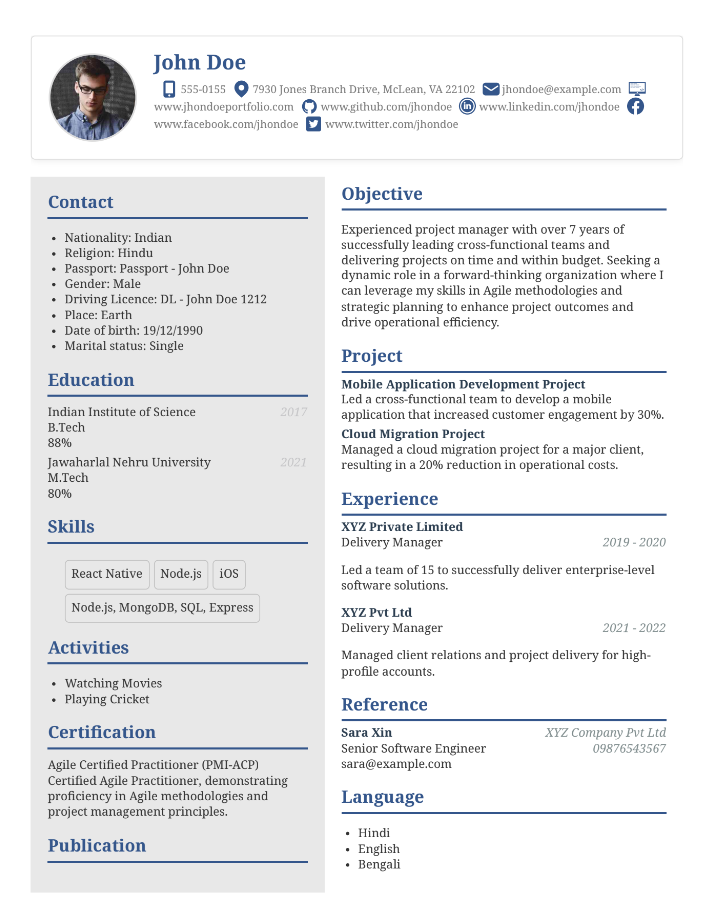 John Doe
555-0155 7930 Jones Branch Drive, McLean, VA 22102 jhondoe@example.com
www.jhondoeportfolio.com www.github.com/jhondoe www.linkedin.com/jhondoe
www.facebook.com/jhondoe www.twitter.com/jhondoe
Contact
Nationality: Indian
Religion: Hindu
Passport: Passport - John Doe
Gender: Male
Driving Licence: DL - John Doe 1212
Place: Earth
Date of birth: 19/12/1990
Marital status: Single
Education
Indian Institute of Science 2017
B.Tech
88%
Jawaharlal Nehru University 2021
M.Tech
80%
Skills
React Native Node.js iOS
Node.js, MongoDB, SQL, Express
Activities
Watching Movies
Playing Cricket
Certification
Agile Certified Practitioner (PMI-ACP)
Certified Agile Practitioner, demonstrating
proficiency in Agile methodologies and
project management principles.
Publication
Objective
Experienced project manager with over 7 years of
successfully leading cross-functional teams and
delivering projects on time and within budget. Seeking a
dynamic role in a forward-thinking organization where I
can leverage my skills in Agile methodologies and
strategic planning to enhance project outcomes and
drive operational efficiency.
Project
Mobile Application Development Project
Led a cross-functional team to develop a mobile
application that increased customer engagement by 30%.
Cloud Migration Project
Managed a cloud migration project for a major client,
resulting in a 20% reduction in operational costs.
Experience
XYZ Private Limited
Delivery Manager 2019 - 2020
Led a team of 15 to successfully deliver enterprise-level
software solutions.
XYZ Pvt Ltd
Delivery Manager 2021 - 2022
Managed client relations and project delivery for high-
profile accounts.
Reference
Sara Xin XYZ Company Pvt Ltd
Senior Software Engineer 09876543567
sara@example.com
Language
Hindi
English
Bengali